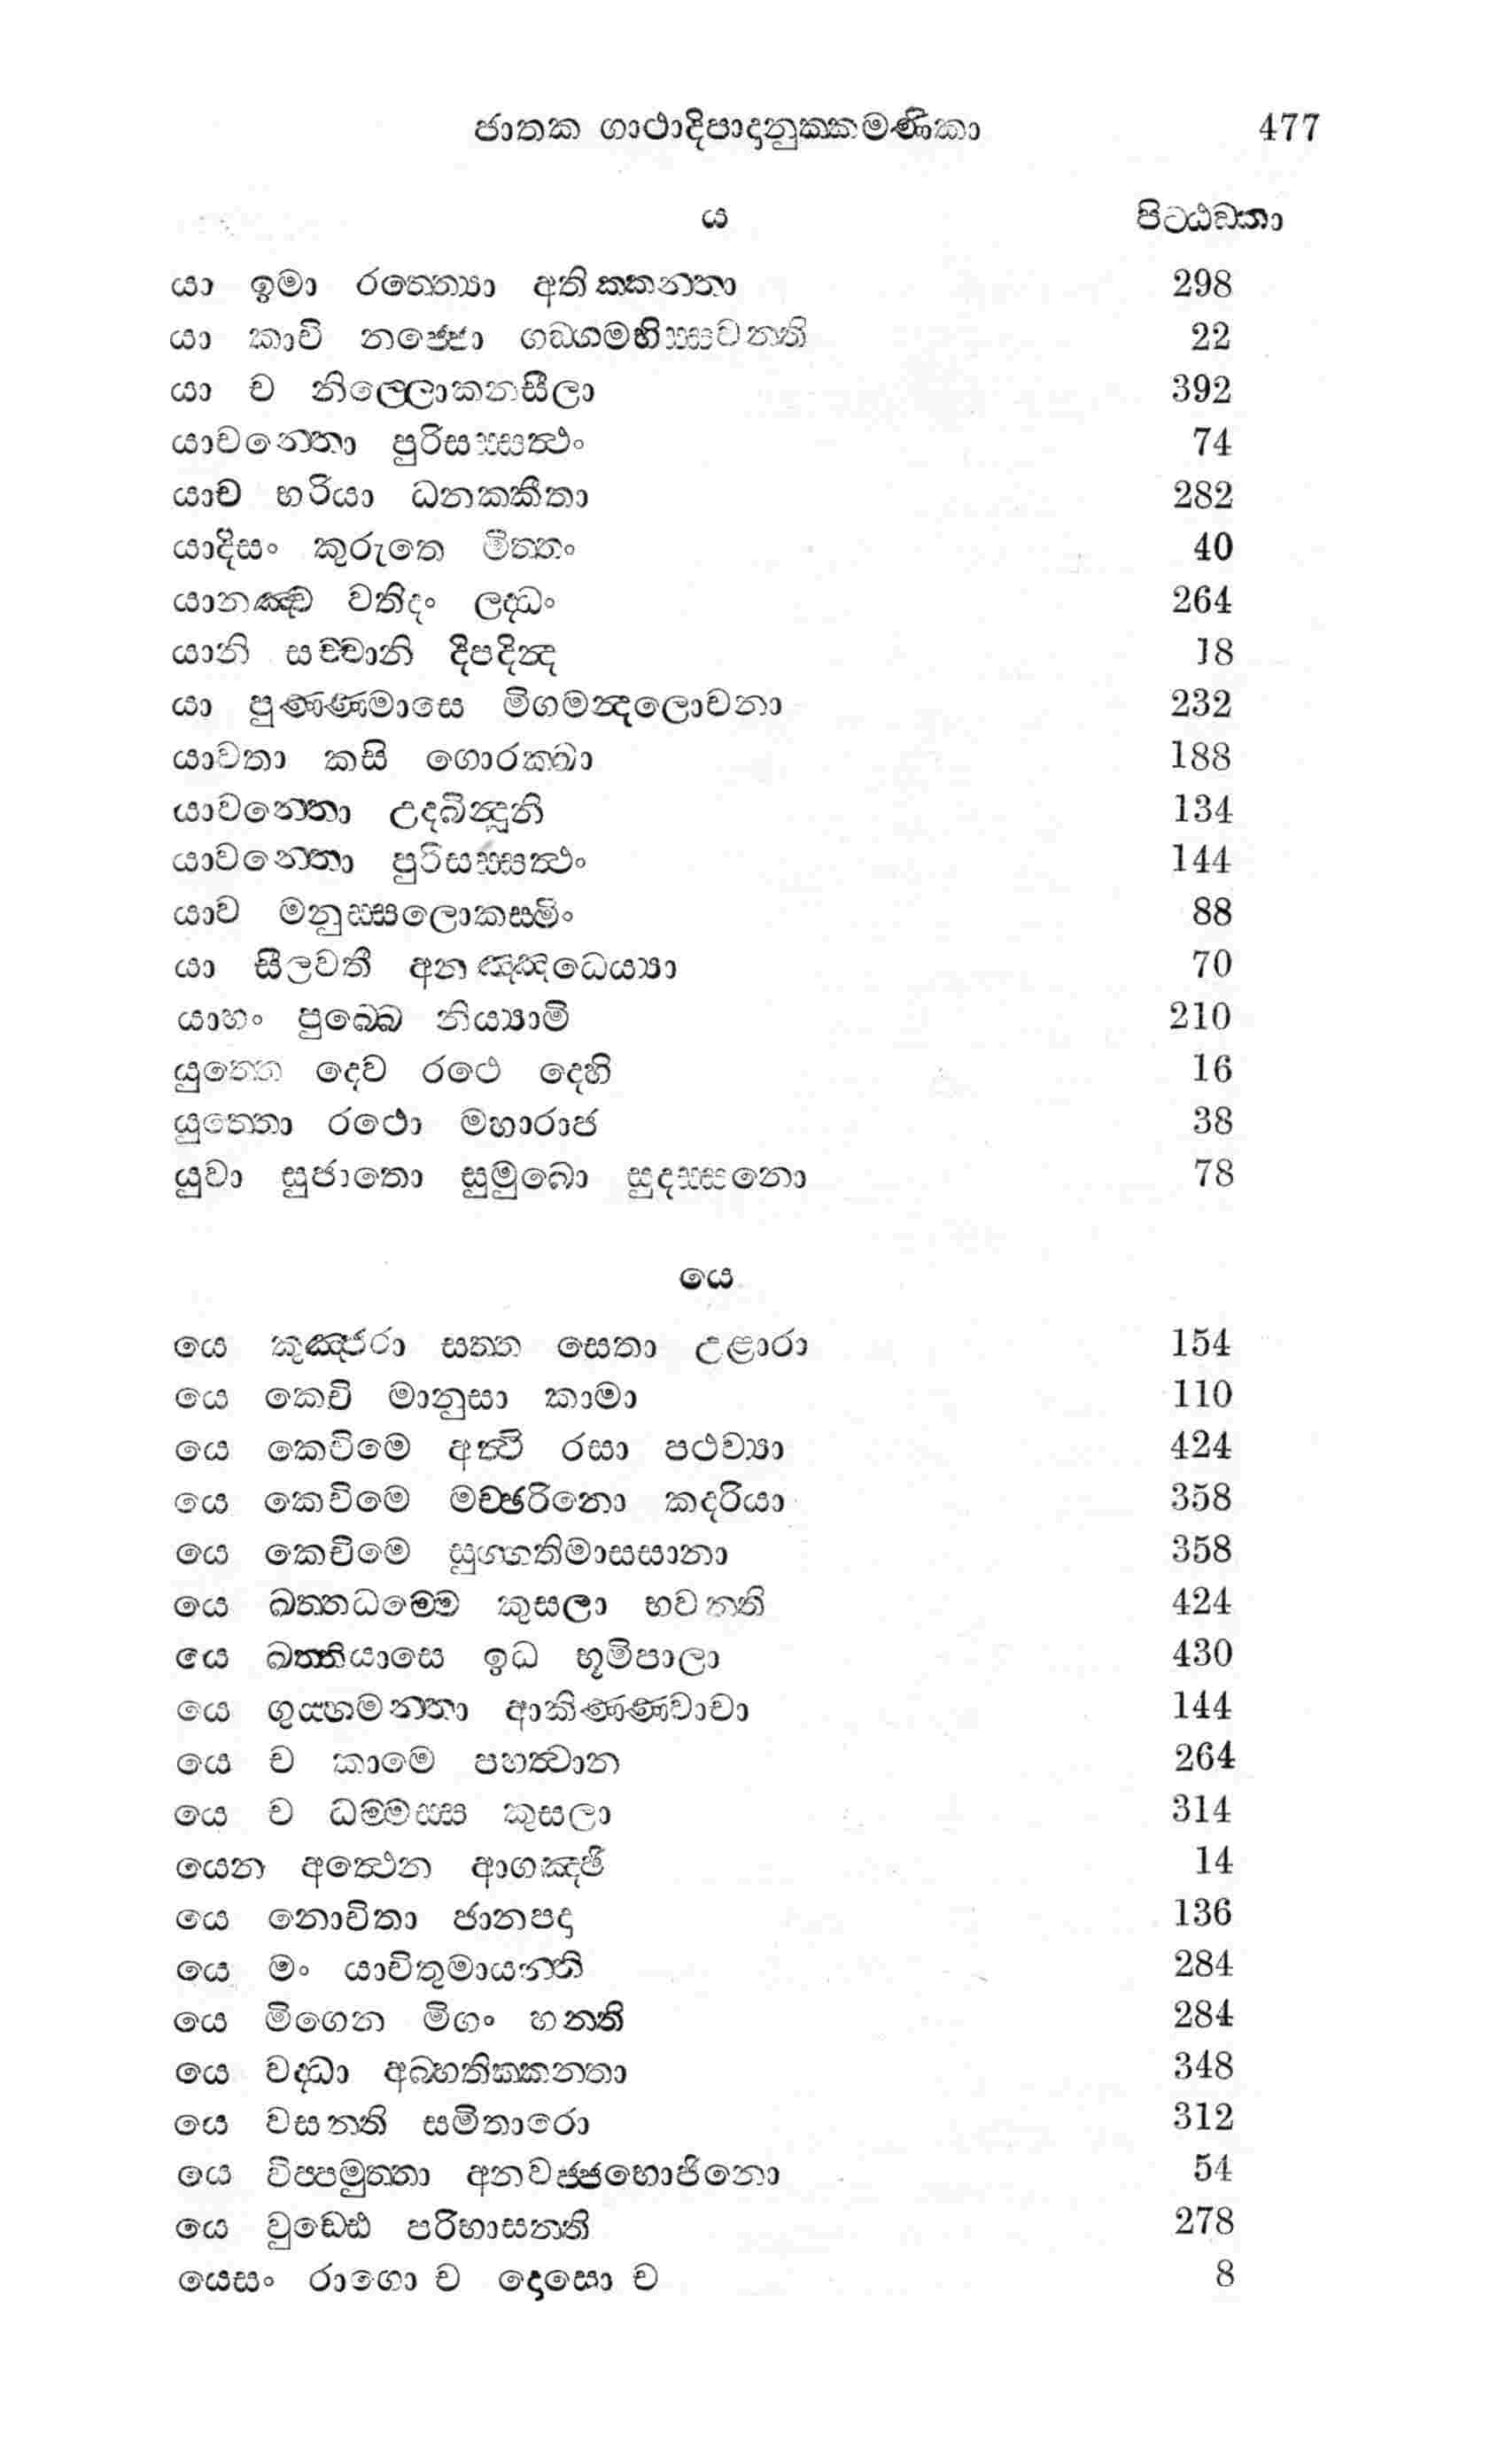 ජාතක ගාථාදිපාදානුක්කමණිකා 477
ය පිට්ඨඞ්කා
යා ඉමා රත්ත්‍යො අතික්කන්තා 298
යා කාචි නජ්ජො ගඞ්ගමභිස්සවන්ති 22
යා ච නිල්ලොකනසීලා 392
යාචන්තො පුරිසස්සත්ථං 74
යාච භරියා ධනක්කීතා 282
යාදිසං කුරුතෙ මිත්තං 40
යානඤ්ච වතිදං ලද්ධං 264
යානි සච්චානි දිපදින්ද 18
යා පුණ්ණමාසෙ මිගමන්දලොචනා 232
යාවතා කසි ගොරක්ඛා 188
යාවන්තො උදබින්දූනි 134
යාවන්තො පුරිසස්සත්ථං 144
යාව මනුස්සලොකස්මිං 88
යා සීලවතී අනඤ්ඤධෙය්‍යා 70
යාහං පුබ්බෙ නිය්‍යාමි 210
යුත්තෙ දෙව රථෙ දෙහි 16
යුත්තො රථො මහාරාජ 38
යුවා සුජාතො සුමුඛො සුදස්සනො 78
යෙ
යෙ කුඤ්ජරා සත්ත සෙතා උළාරා 154
යෙ කෙචි මානුසා කාමා 110
යෙ කෙචිමෙ අත්ථි රසා පථව්‍යා 424
යෙ කෙචිමෙ මච්ඡරිනො කදරියා 358
යෙ කෙචිමෙ සුග්ගතිමාසසානා 358
යෙ ඛත්තධම්මෙ කුසලා භවන්ති 424
යෙ ඛත්තියාසෙ ඉධ භූමිපාලා 430
යෙ ගුය්හමන්තා ආකිණ්ණවාචා 144
යෙ ච කාමෙ පහත්වාන 264
යෙ ච ධම්මස්ස කුසලා 314
යෙන අත්ථෙන ආගඤ්ඡි 14
යෙ නොචිතා ජානපදා 136
යෙ මං යාචිතුමායන්ති 284
යෙ මිගෙන මිගං හන්ති 284
යෙ වද්ධා අබ්භතික්කන්තා 348
යෙ වසන්ති සමිතාරො 312
යෙ විප්පමුත්තා අනවජ්ජභොජිනො 54
යෙ වුඩ්ඪෙ පරිභාසන්ති 278
යෙසං රාගො ච දොසො ච 8